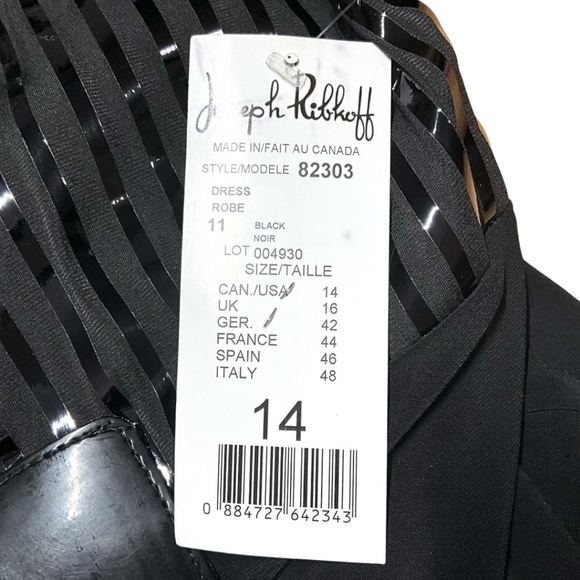 Joseph Ribkoff
MADE IN/FAIT AU CANADA
STYLE/MODELE 82303
DRESS
ROBE
11 BLACK
NOIR
LOT 004930
SIZE/TAILLE
CAN./USA 14
UK 16
GER. 42
FRANCE 44
SPAIN 46
ITALY 48
14
0 884727 642343